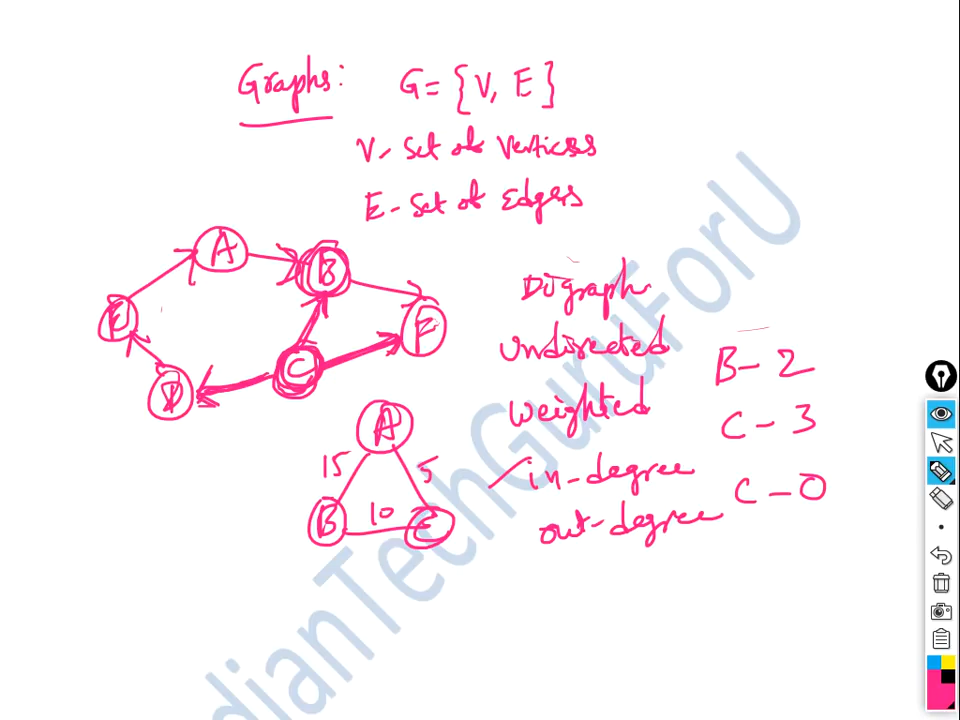 Graphs: G = {V, E}
V - Set of Vertices
E - Set of Edges
A
B
E
F
C
D
Digraph
Undirected
B - 2
Weighted
C - 3
A
15
5
in-degree
C - 0
B
10
C
out-degree
IndianTechGuruForU